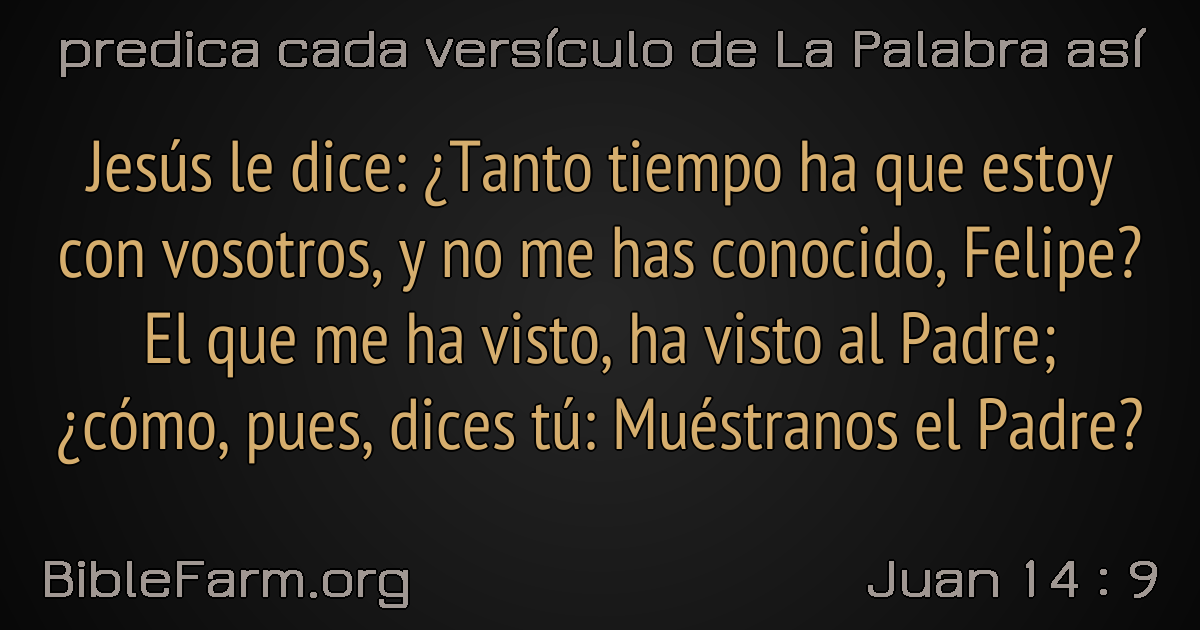 predica cada versículo de La Palabra así
Jesús le dice: ¿Tanto tiempo ha que estoy
con vosotros, y no me has conocido, Felipe?
El que me ha visto, ha visto al Padre;
¿cómo, pues, dices tú: Muéstranos el Padre?
BibleFarm.org
Juan 14 : 9